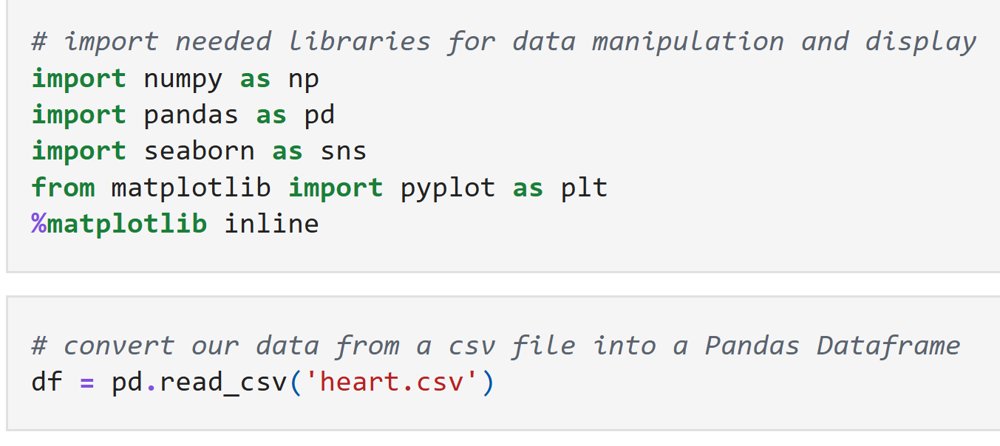 # import needed libraries for data manipulation and display
import numpy as np
import pandas as pd
import seaborn as sns
from matplotlib import pyplot as plt
%matplotlib inline
# convert our data from a csv file into a Pandas Dataframe
df = pd.read_csv('heart.csv')